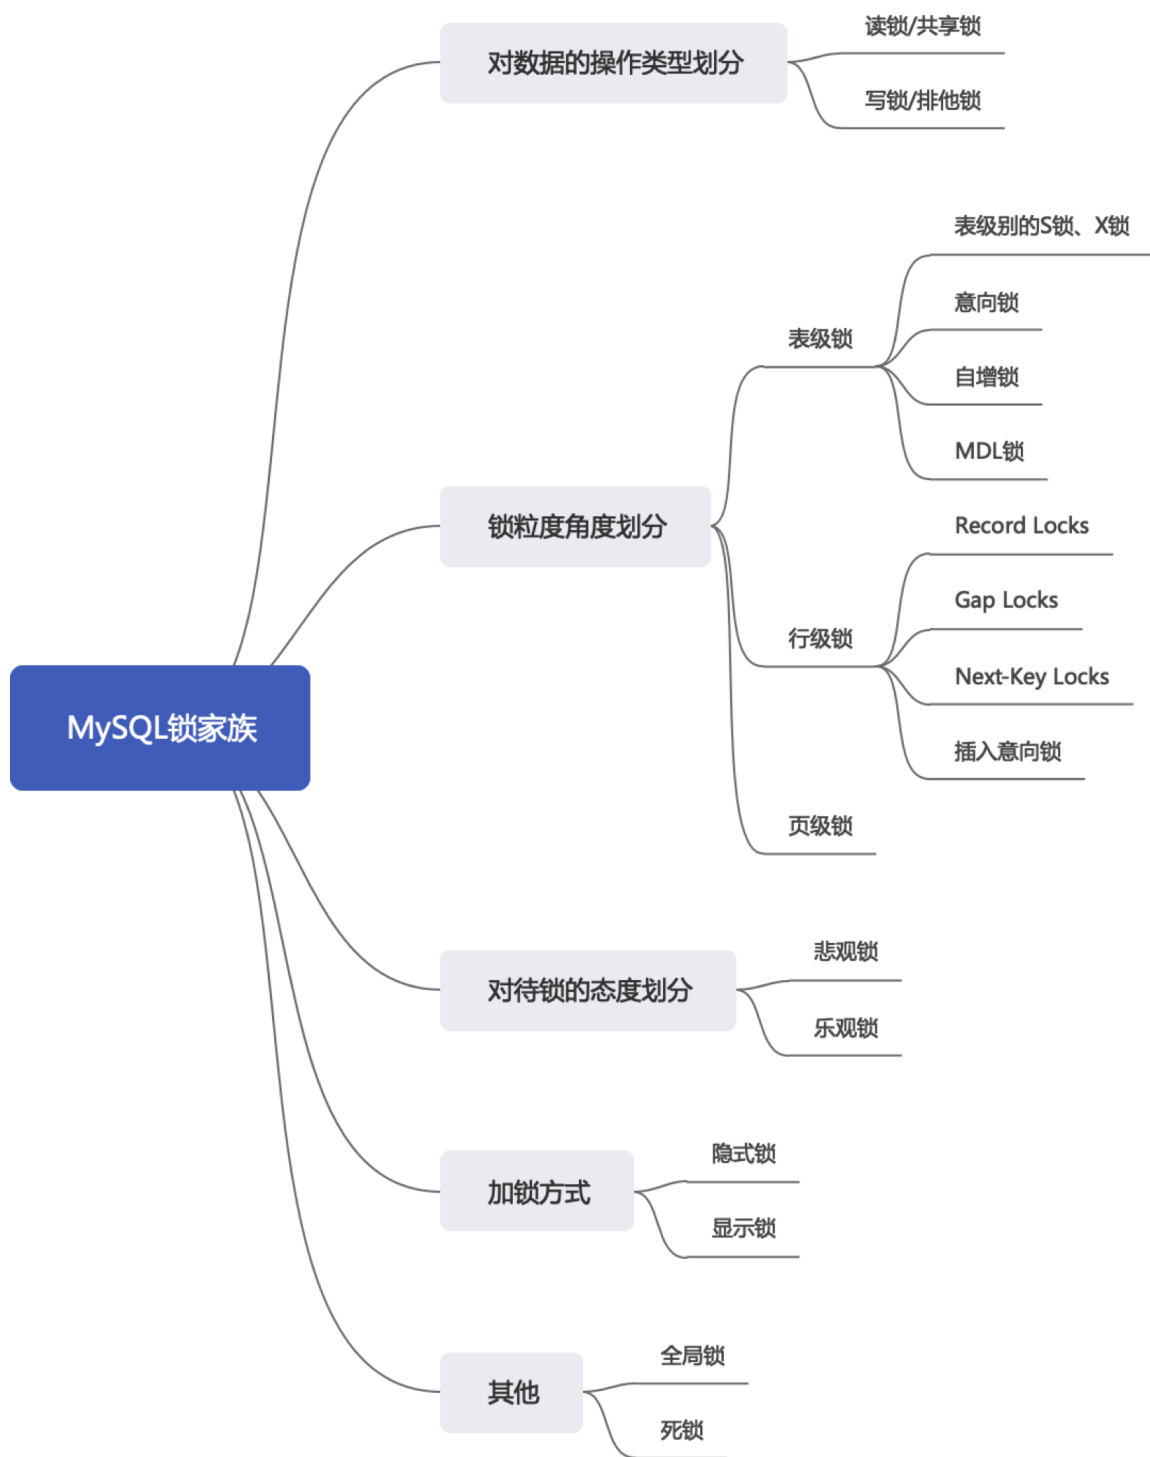 MySQL锁家族
对数据的操作类型划分
读锁/共享锁
写锁/排他锁
锁粒度角度划分
表级锁
表级别的S锁、X锁
意向锁
自增锁
MDL锁
行级锁
Record Locks
Gap Locks
Next-Key Locks
插入意向锁
页级锁
对待锁的态度划分
悲观锁
乐观锁
加锁方式
隐式锁
显示锁
其他
全局锁
死锁